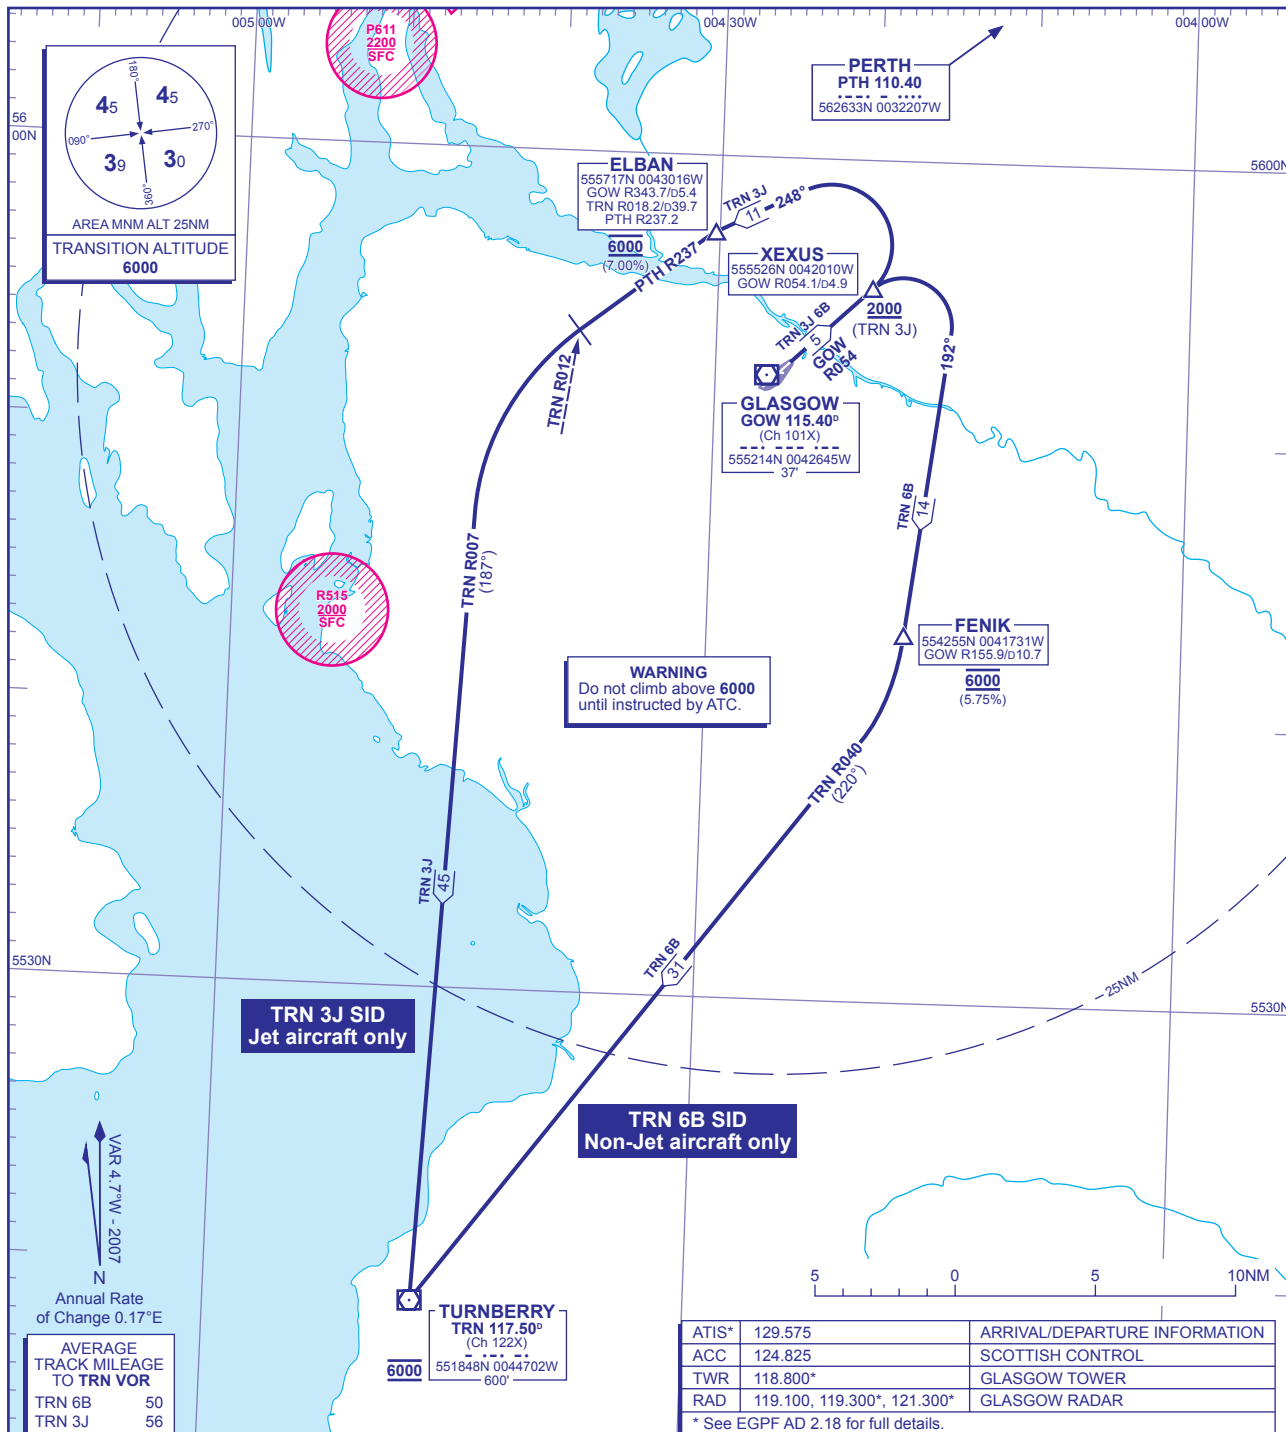 005 00W
004 30W
004 00W
P611
2200
SFC
180°
270°
360°
090°
45
45
39
30
AREA MNM ALT 25NM
TRANSITION ALTITUDE
6000
56
00N
5600N
PERTH
PTH 110.40
562633N 0032207W
ELBAN
555717N 0043016W
GOW R343.7/D5.4
TRN R018.2/D39.7
PTH R237.2
6000
(7.00%)
TRN 3J
11
248°
PTH R237
XEXUS
555526N 0042010W
GOW R054.1/D4.9
2000
(TRN 3J)
TRN 3J 6B
5
GOW
R054
192°
TRN R012
GLASGOW
GOW 115.40D
(Ch 101X)
555214N 0042645W
37'
TRN 6B
14
TRN R007
(187°)
R515
2000
SFC
FENIK
554255N 0041731W
GOW R155.9/D10.7
6000
(5.75%)
WARNING
Do not climb above 6000
until instructed by ATC.
TRN R040
(220°)
TRN 3J
45
TRN 6B
31
5530N
5530N
25NM
TRN 3J SID
Jet aircraft only
TRN 6B SID
Non-Jet aircraft only
VAR 4.7°W - 2007
N
Annual Rate
of Change 0.17°E
5 0 5 10NM
TURNBERRY
TRN 117.50D
(Ch 122X)
551848N 0044702W
600'
6000
AVERAGE
TRACK MILEAGE
TO TRN VOR
TRN 6B 50
TRN 3J 56
ATIS* 129.575 ARRIVAL/DEPARTURE INFORMATION
ACC 124.825 SCOTTISH CONTROL
TWR 118.800* GLASGOW TOWER
RAD 119.100, 119.300*, 121.300* GLASGOW RADAR
* See EGPF AD 2.18 for full details.